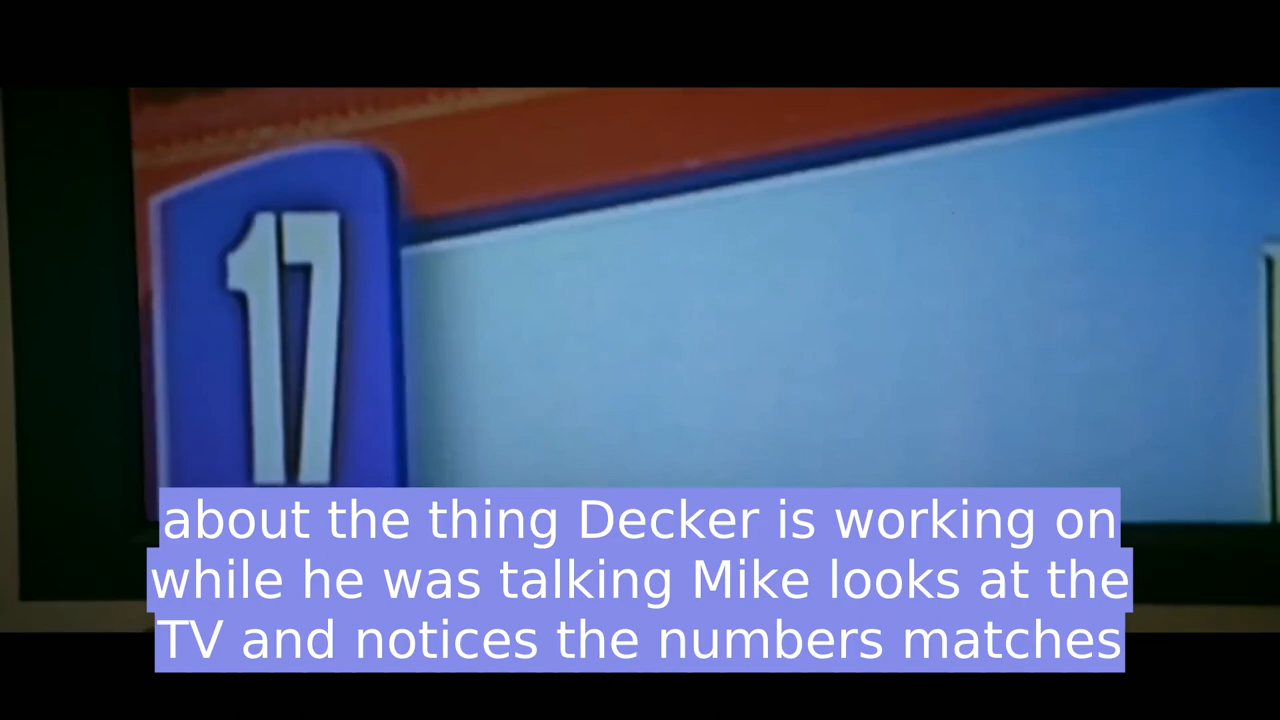 17
about the thing Decker is working on
while he was talking Mike looks at the
TV and notices the numbers matches